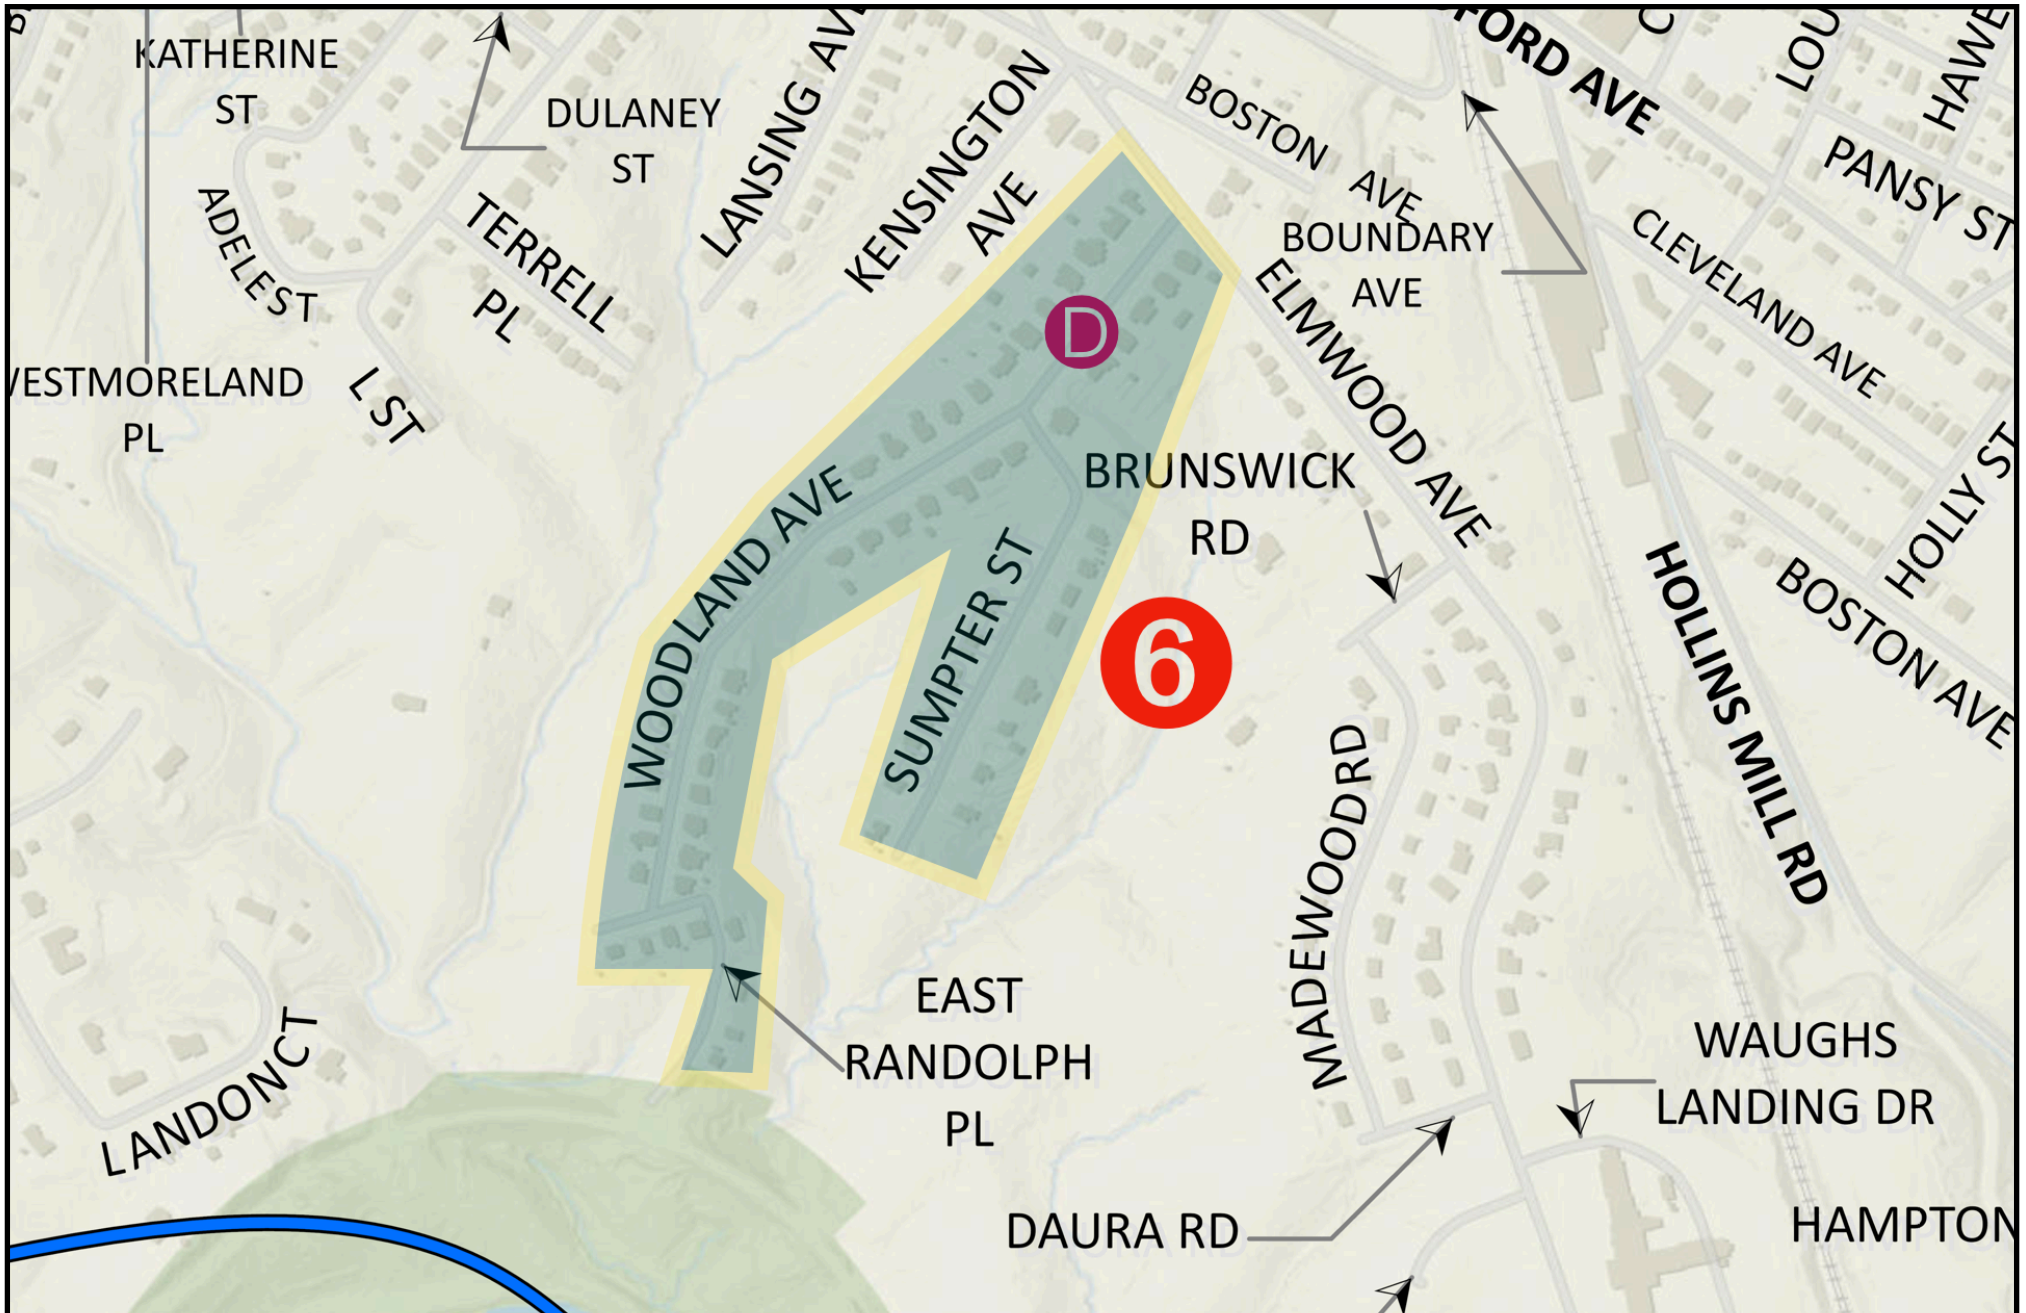 KATHERINE
ST
DULANEY
ST
LANSING AVE
KENSINGTON
AVE
BOSTON AVE
FORD AVE
PANSY ST
CLEVELAND AVE
BOUNDARY
AVE
ADELE ST
TERRELL
PL
WESTMORELAND
PL
L ST
D
ELMWOOD AVE
BRUNSWICK
RD
WOODLAND AVE
SUMPTER ST
6
HOLLY ST
BOSTON AVE
HOLLINS MILL RD
MADEWOOD RD
EAST
RANDOLPH
PL
LANDON CT
WAUGHS
LANDING DR
DAURA RD
HAMPTON